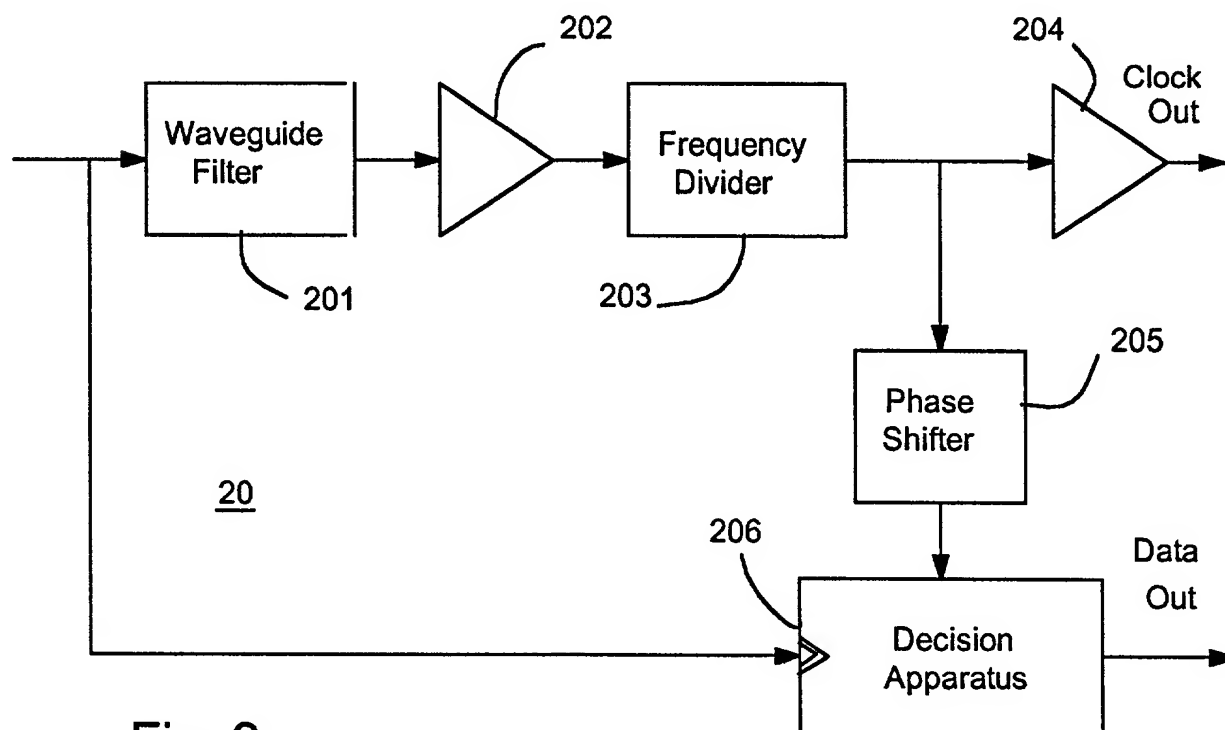 202
204
Clock
Out
Waveguide
Filter
Frequency
Divider
201
203
205
Phase
Shifter
20
206
Data
Out
Decision
Apparatus